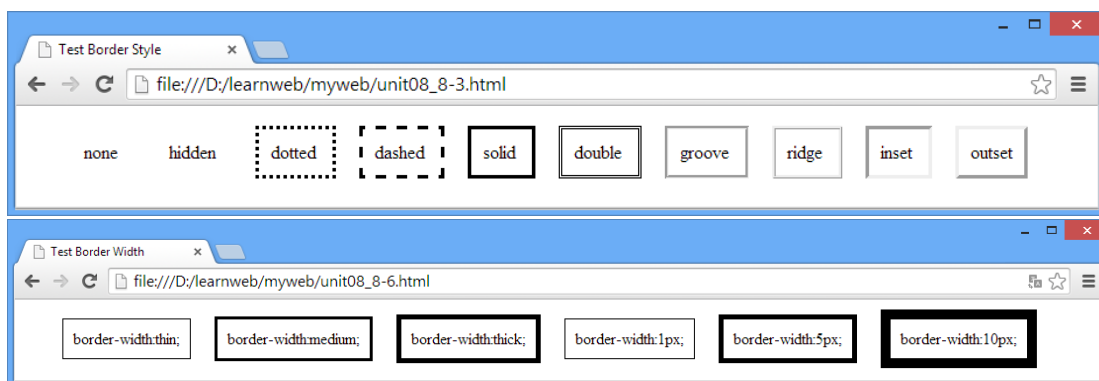 Test Border Style
file:///D:/learnweb/myweb/unit08_8-3.html
none hidden dotted dashed solid double groove ridge inset outset
Test Border Width
file:///D:/learnweb/myweb/unit08_8-6.html
border-width:thin; border-width:medium; border-width:thick; border-width:1px; border-width:5px; border-width:10px;